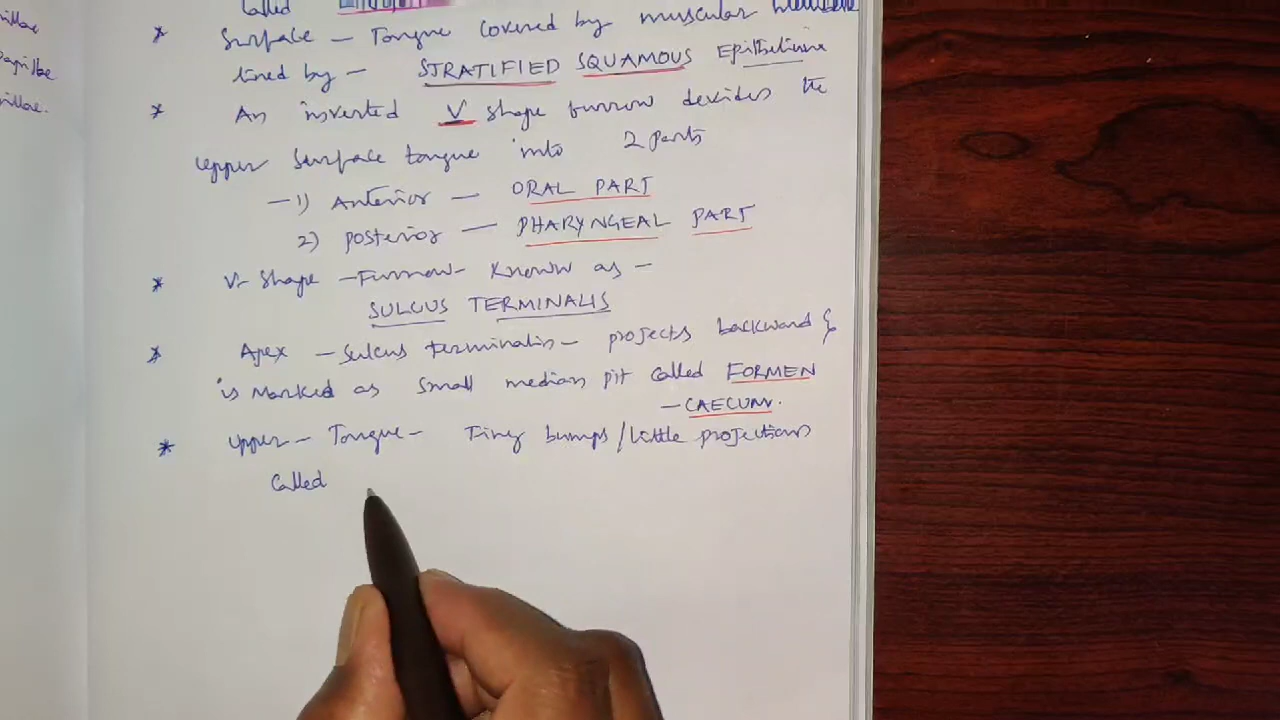 Called
* Surface - Tongue covered by muscular
lined by - STRATIFIED SQUAMOUS Epithelium
* An inverted V shape furrow devides the
upper Surface tongue into 2 parts
- 1) Anterior - ORAL PART
2) posterior - PHARYNGEAL PART
* V- Shape - Furrow- Known as -
SULCUS TERMINALIS
* Apex - Sulcus terminalis - projects backward &
is Marked as Small median pit called FORMEN
- CAECUM.
* Upper - Tongue - Tiny bumps/little projections
Called